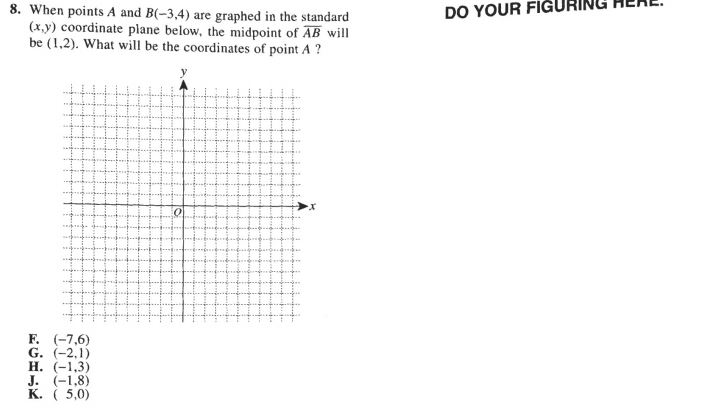 8. When points A and B(−3,4) are graphed in the standard
(x,y) coordinate plane below, the midpoint of A̅B̅ will
be (1,2). What will be the coordinates of point A ?
DO YOUR FIGURING HERE.
y
x
O
F. (−7,6)
G. (−2,1)
H. (−1,3)
J. (−1,8)
K. ( 5,0)